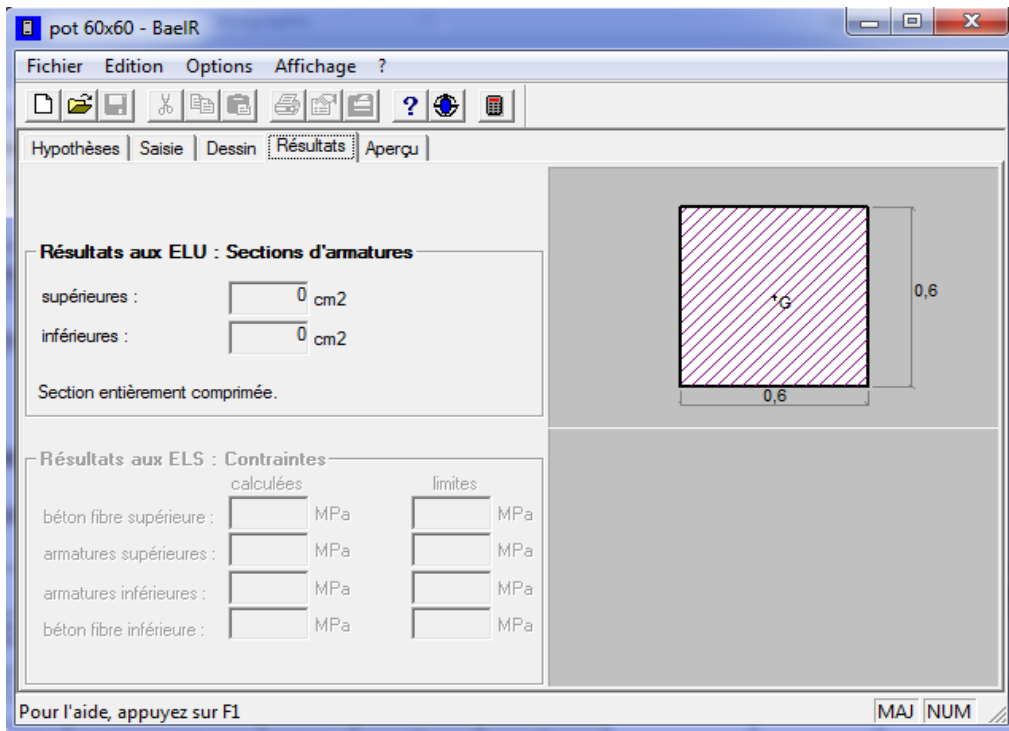 pot 60x60 - BaelR
Fichier Edition Options Affichage ?
Hypothèses Saisie Dessin Résultats Aperçu
Résultats aux ELU : Sections d'armatures
supérieures : 0 cm2
inférieures : 0 cm2
Section entièrement comprimée.
G
0,6
0,6
Résultats aux ELS : Contraintes
calculées limites
béton fibre supérieure : MPa MPa
armatures supérieures : MPa MPa
armatures inférieures : MPa MPa
béton fibre inférieure : MPa MPa
Pour l'aide, appuyez sur F1
MAJ NUM